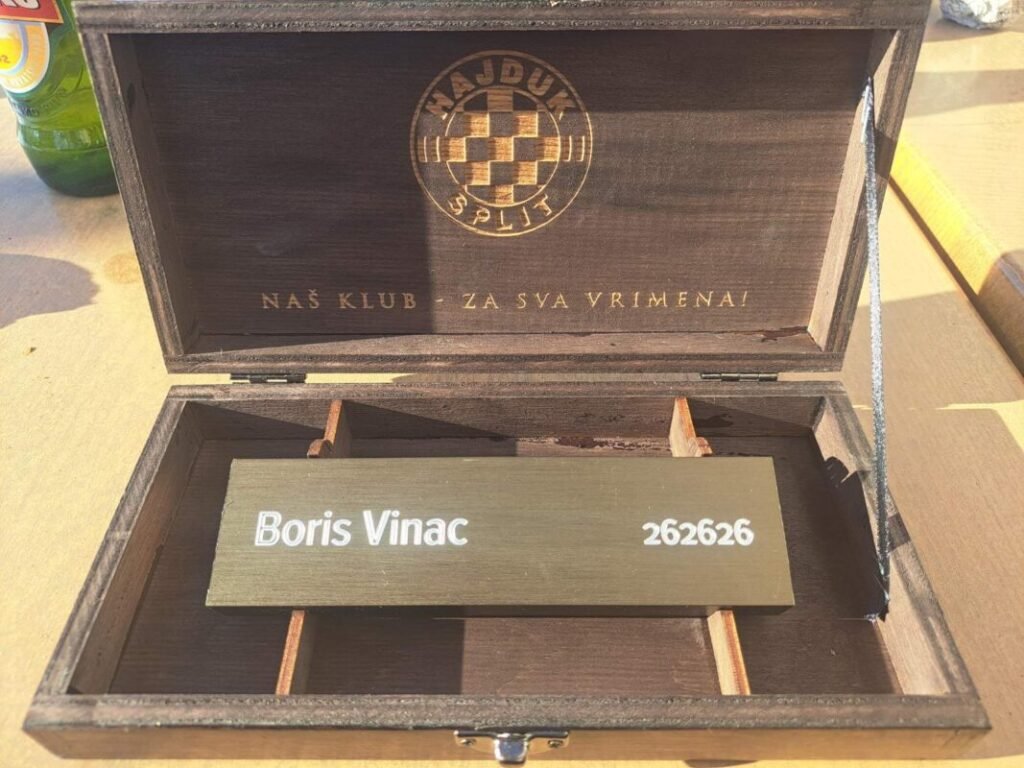 HAJDUK
SPLIT
NAŠ KLUB - ZA SVA VRIMENA!
Boris Vinac
262626